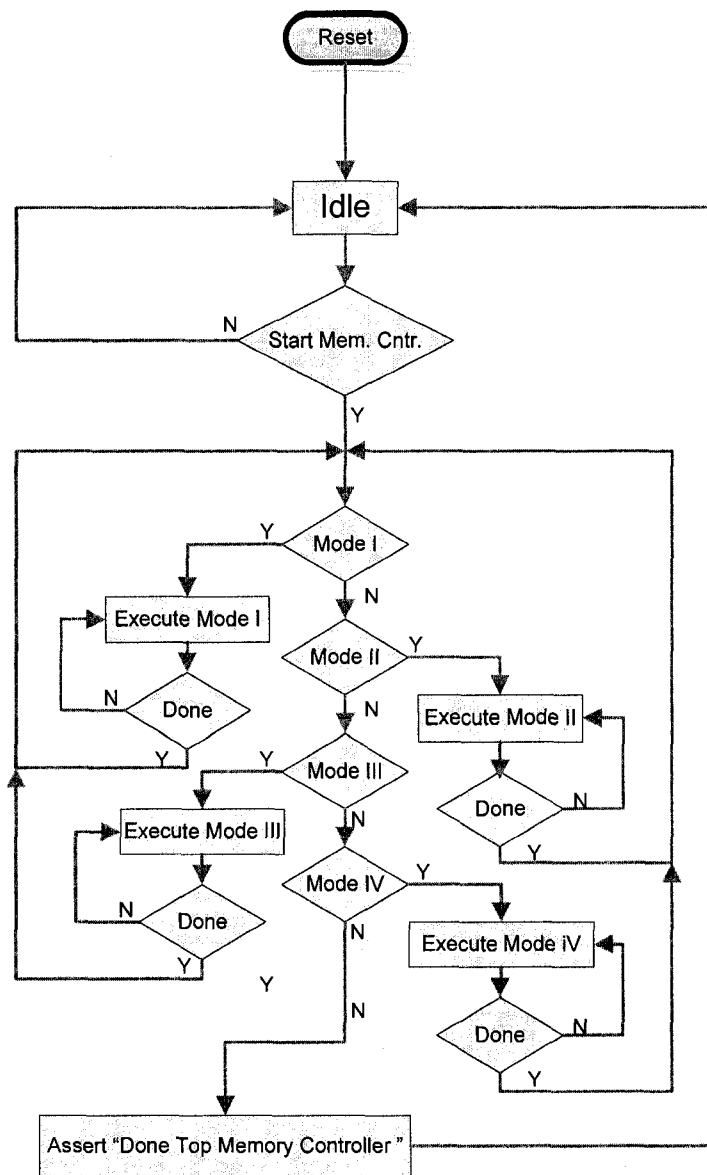 Reset
Idle
N
Start Mem. Cntr.
Y
Y
Mode I
N
Execute Mode I
Mode II
Y
N
Done
N
Execute Mode II
Y
Y
Mode III
Done
N
Y
Execute Mode III
N
Mode IV
Y
N
Done
N
Execute Mode iV
Y
Y
N
Done
N
Y
Assert "Done Top Memory Controller "